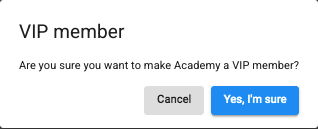 VIP member
Are you sure you want to make Academy a VIP member?
Cancel Yes, I'm sure